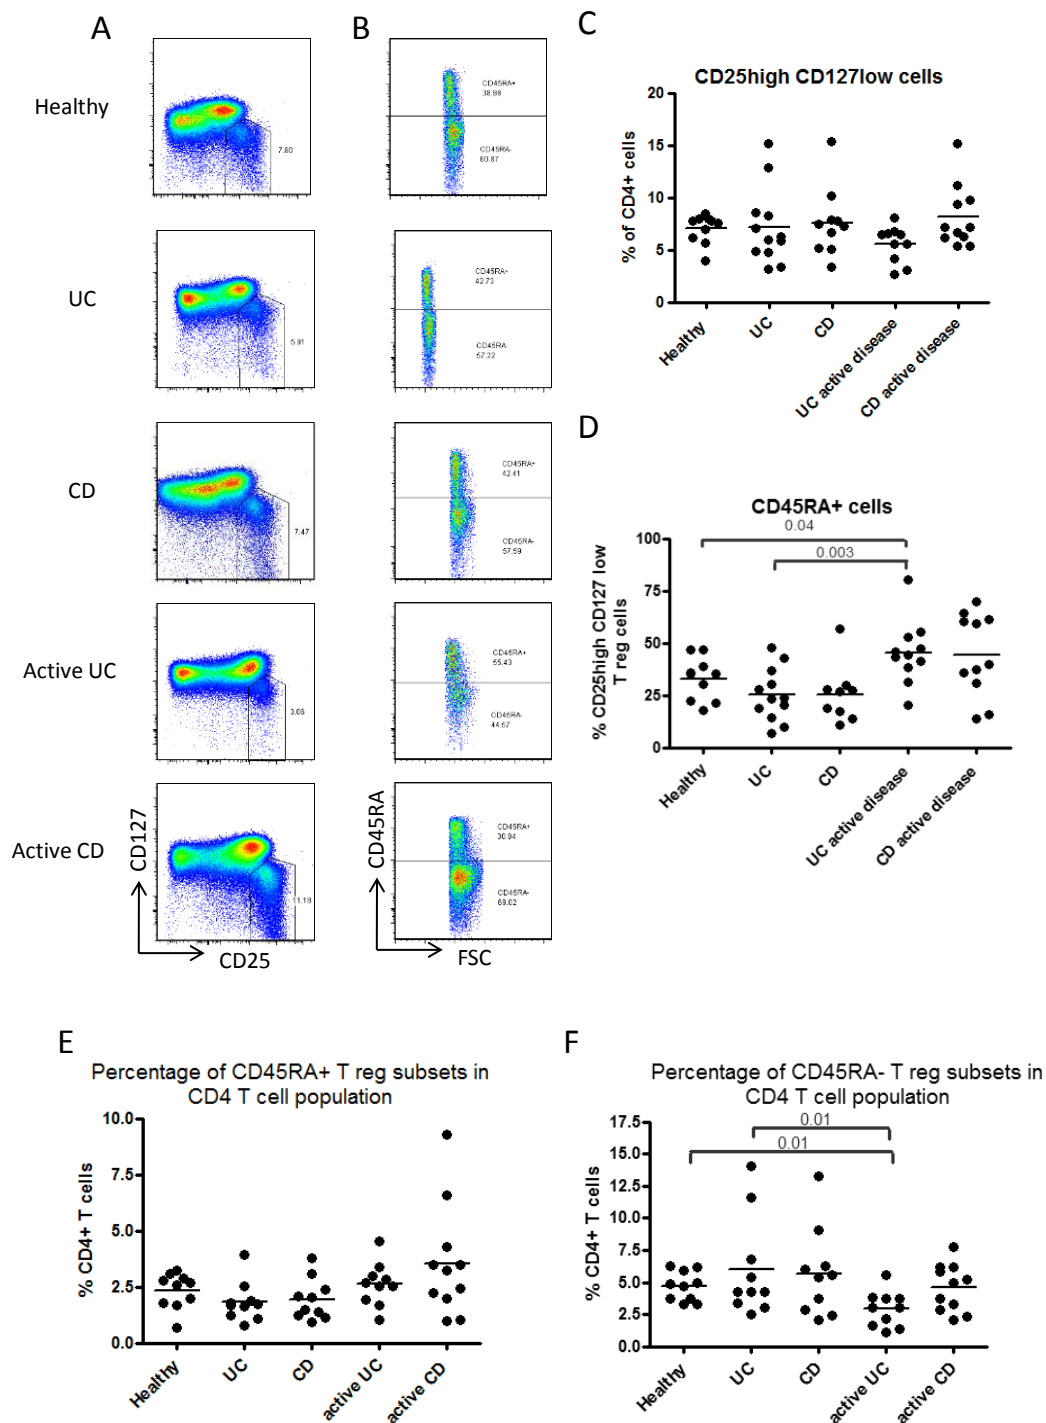 A
B
C
Healthy
7.80
CD45RA+
38.98
CD45RA-
60.87
CD25high CD127low cells
20
15
10
5
0
% of CD4+ cells
Healthy
UC
CD
UC active disease
CD active disease
UC
5.91
CD45RA+
42.73
CD45RA-
57.22
CD
7.47
CD45RA+
42.41
CD45RA-
57.59
D
CD45RA+ cells
0.04
0.003
100
75
50
25
0
% CD25high CD127 low
T reg cells
Healthy
UC
CD
UC active disease
CD active disease
Active UC
3.06
CD45RA+
55.43
CD45RA-
44.57
Active CD
11.18
CD45RA+
30.94
CD45RA-
69.02
CD127
CD25
CD45RA
FSC
E
Percentage of CD45RA+ T reg subsets in
CD4 T cell population
10.0
7.5
5.0
2.5
0.0
% CD4+ T cells
Healthy
UC
CD
active UC
active CD
F
Percentage of CD45RA- T reg subsets in
CD4 T cell population
0.01
0.01
17.5
15.0
12.5
10.0
7.5
5.0
2.5
0.0
% CD4+ T cells
Healthy
UC
CD
active UC
active CD